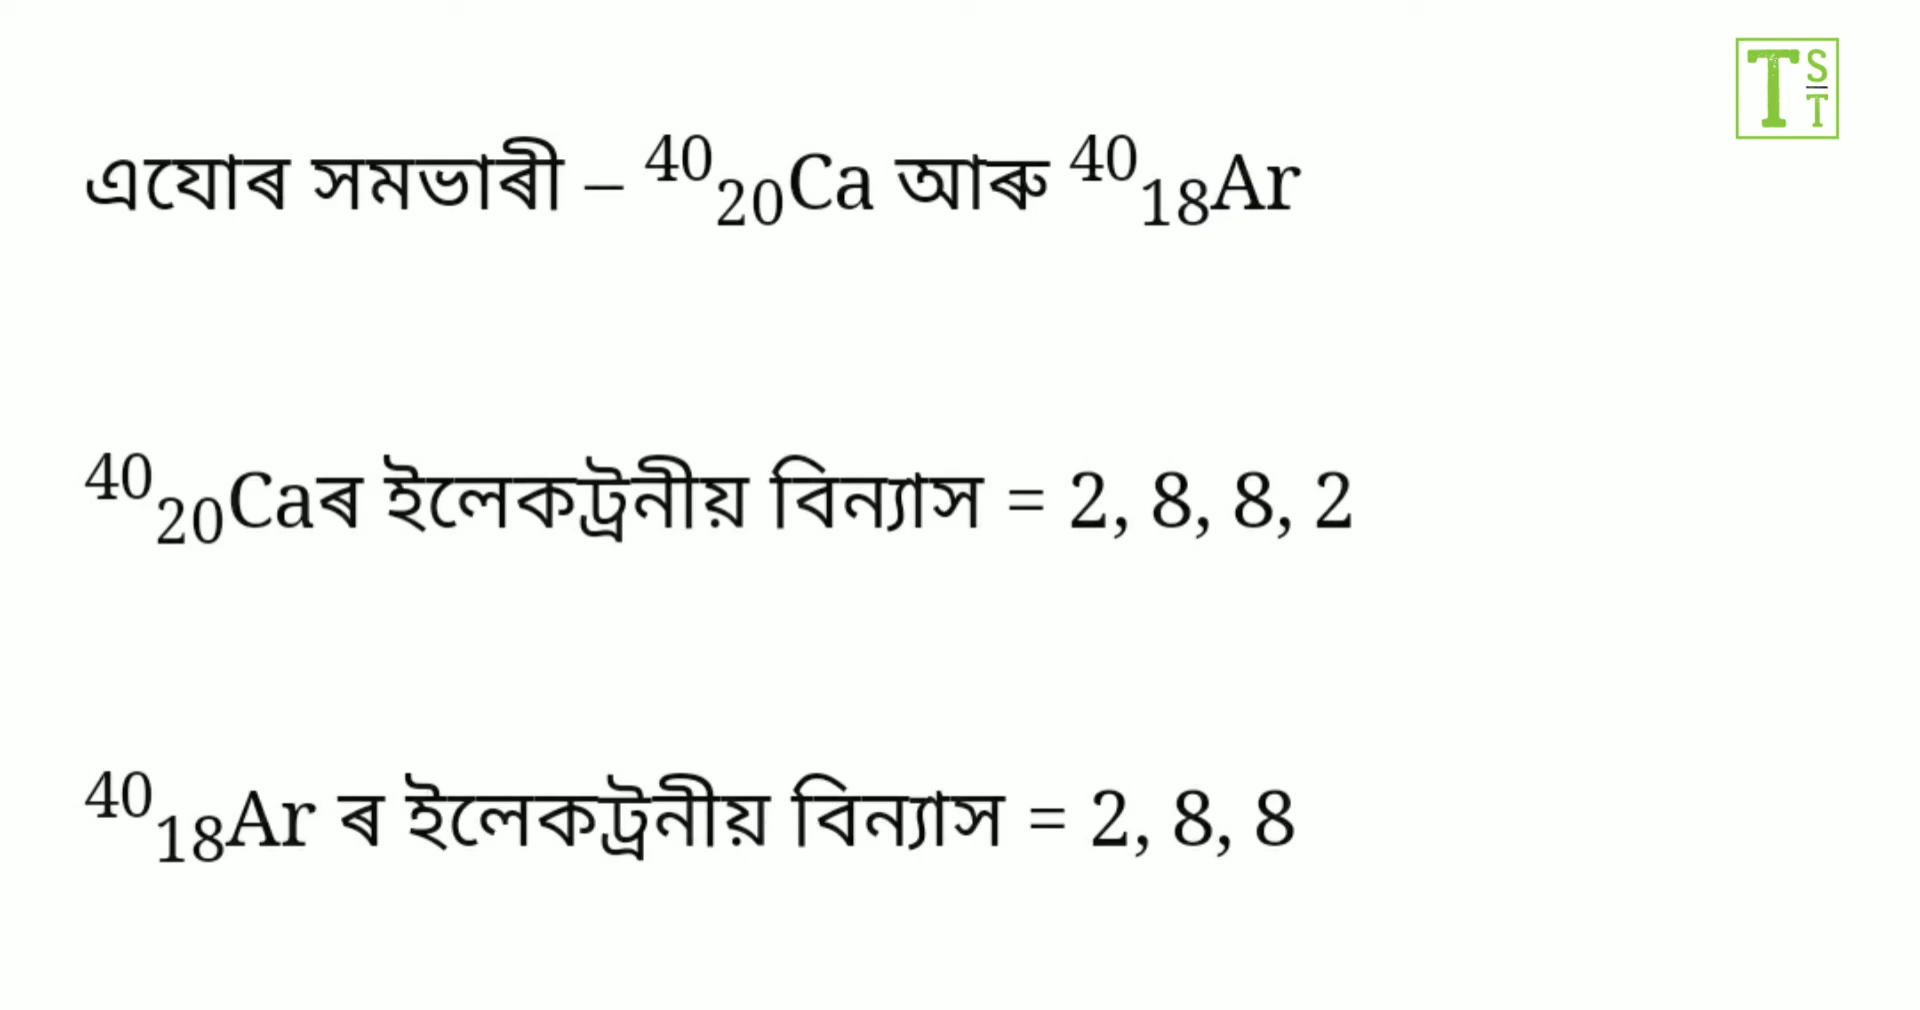 T S
T
এযোৰ সমভাৰী – ⁴⁰₂₀Ca আৰু ⁴⁰₁₈Ar
⁴⁰₂₀Caৰ ইলেকট্ৰনীয় বিন্যাস = 2, 8, 8, 2
⁴⁰₁₈Ar ৰ ইলেকট্ৰনীয় বিন্যাস = 2, 8, 8